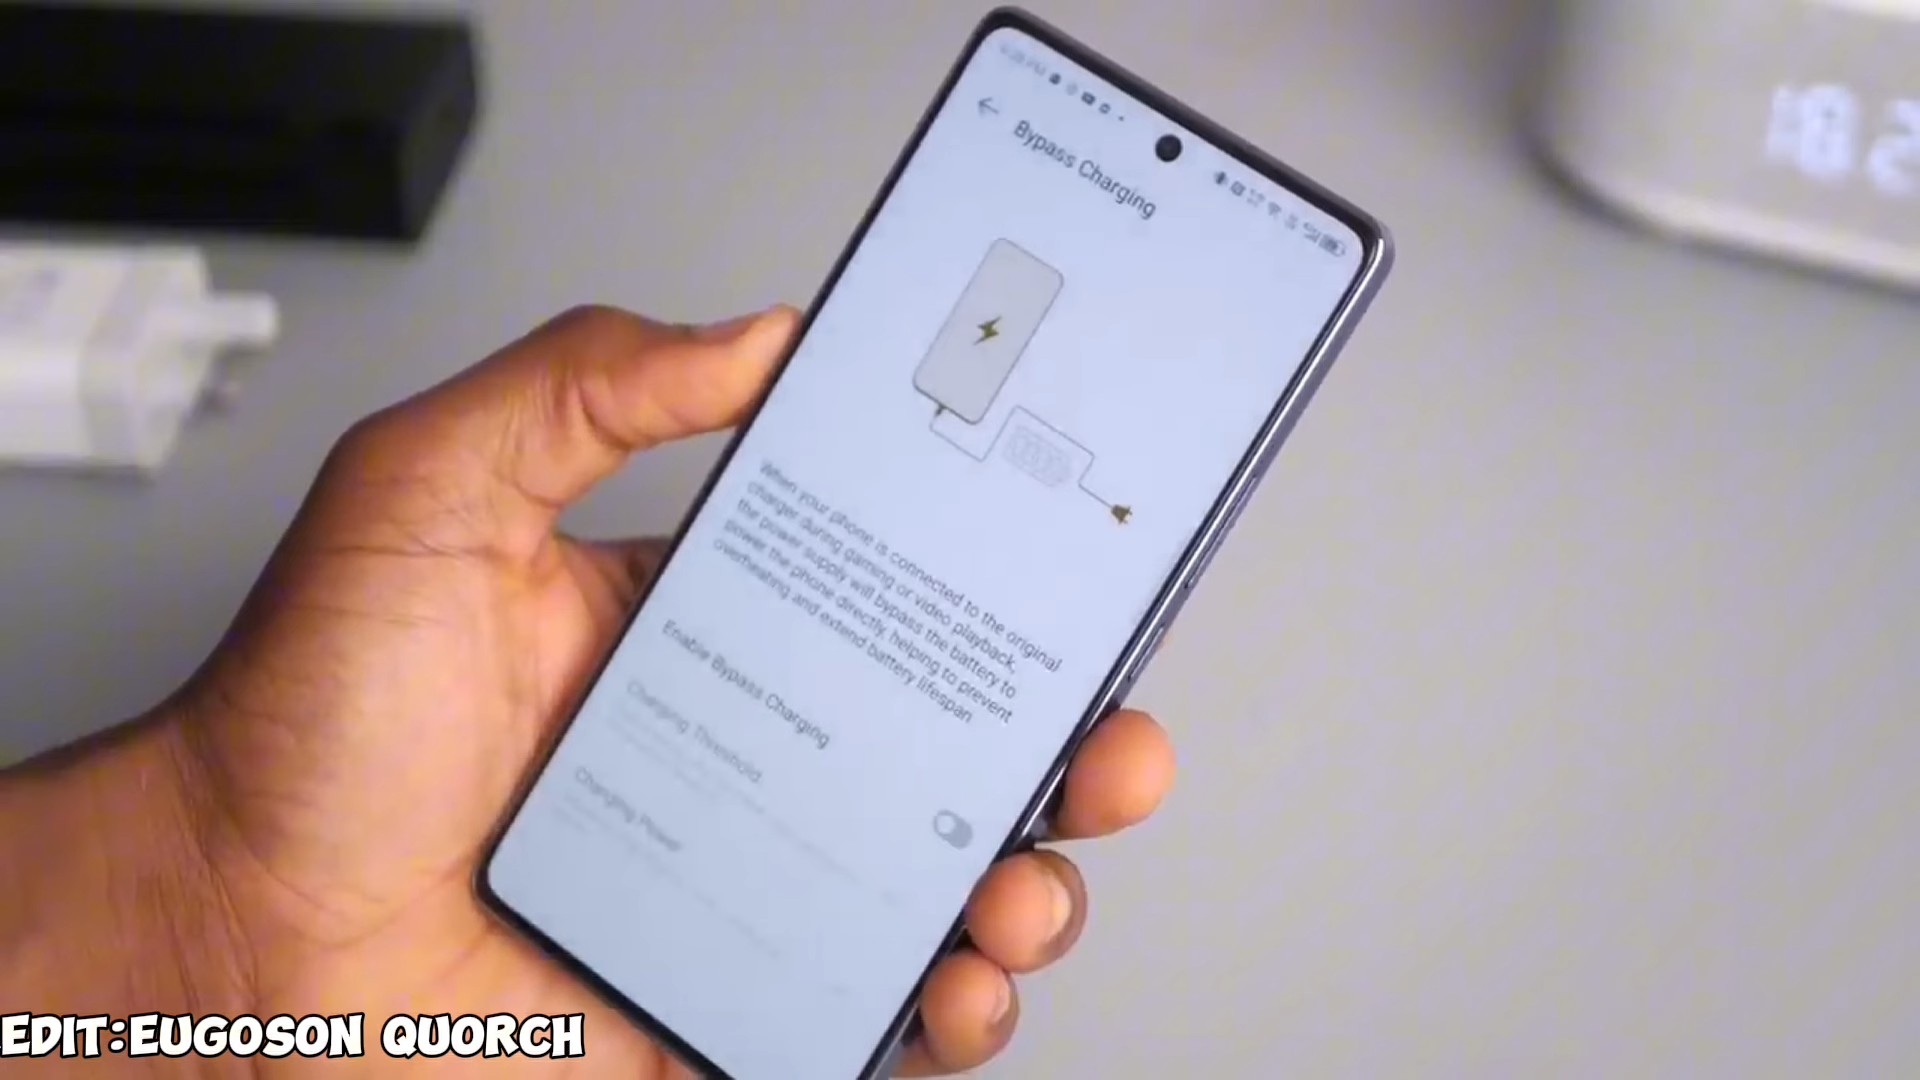 Bypass Charging
When your phone is connected to the original
charger during gaming or video playback,
the power supply will bypass the battery to
power the phone directly, helping to prevent
overheating and extend battery lifespan
Enable Bypass Charging
Charging Threshold
Charging Power
EDIT:EUGOSON QUORCH